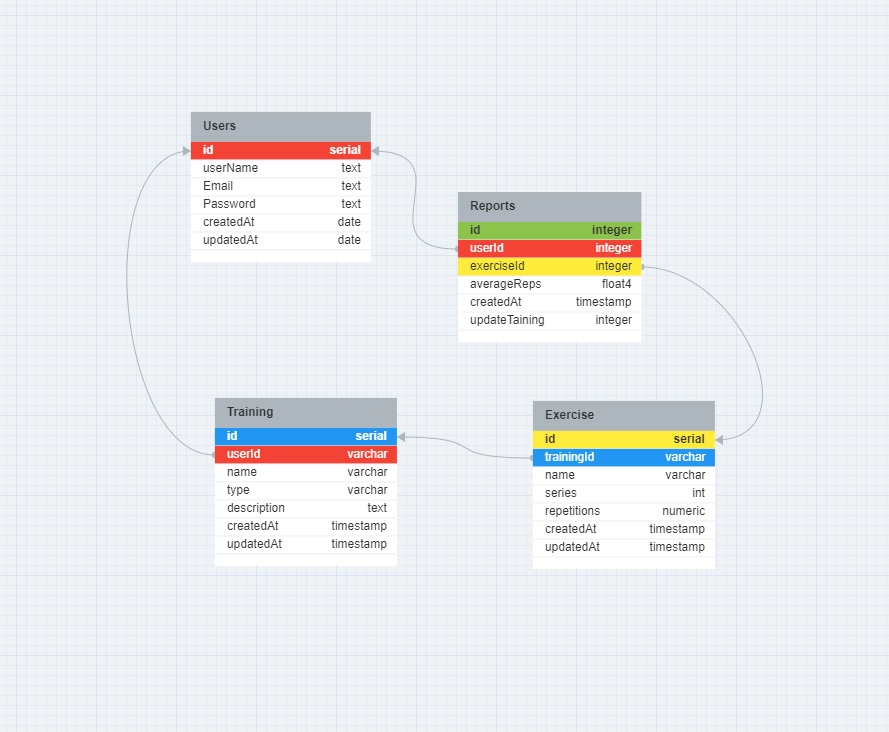 Users
id serial
userName text
Email text
Password text
createdAt date
updatedAt date
Reports
id integer
userId integer
exerciseId integer
averageReps float4
createdAt timestamp
updateTaining integer
Training
id serial
userId varchar
name varchar
type varchar
description text
createdAt timestamp
updatedAt timestamp
Exercise
id serial
trainingId varchar
name varchar
series int
repetitions numeric
createdAt timestamp
updatedAt timestamp